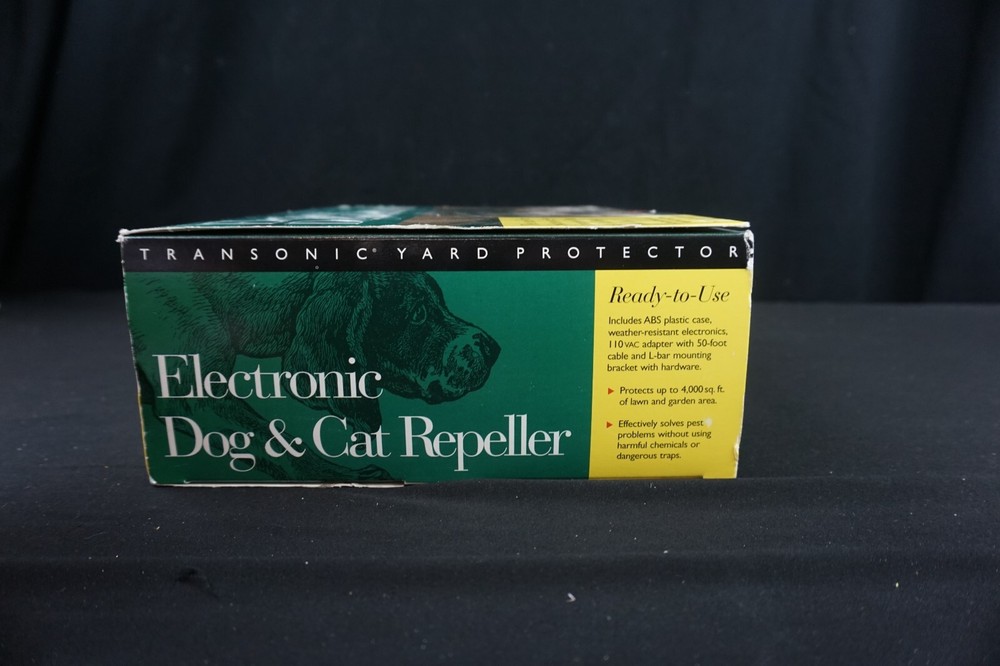 TRANSONIC® YARD PROTECTOR
Electronic
Dog & Cat Repeller
Ready-to-Use
Includes ABS plastic case,
weather-resistant electronics,
110 VAC adapter with 50-foot
cable and L-bar mounting
bracket with hardware.
Protects up to 4,000 sq. ft.
of lawn and garden area.
Effectively solves pest
problems without using
harmful chemicals or
dangerous traps.